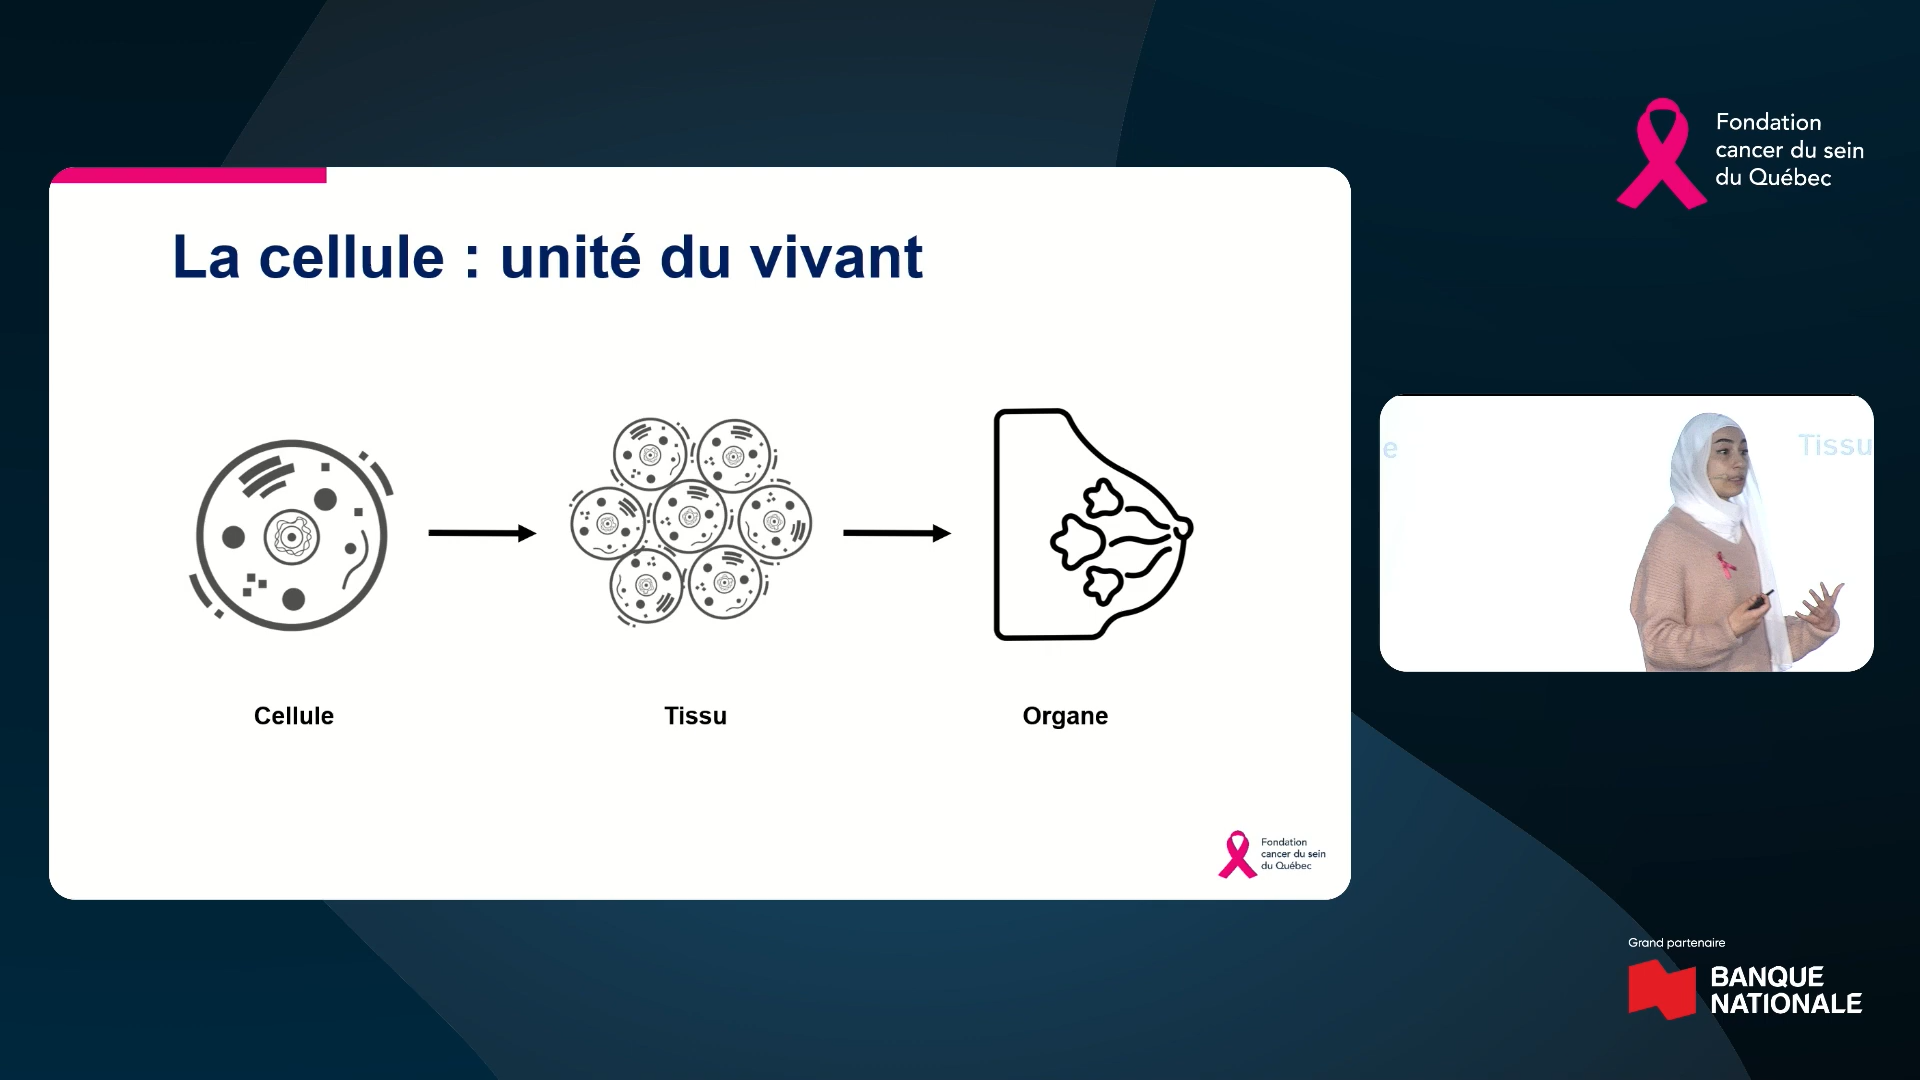 Fondation
cancer du sein
du Québec
La cellule : unité du vivant
Cellule
Tissu
Organe
e
Tissu
Fondation
cancer du sein
du Québec
Grand partenaire
BANQUE
NATIONALE